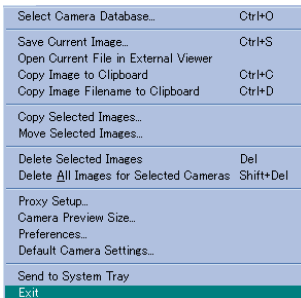 Select Camera Database... Ctrl+O
Save Current Image... Ctrl+S
Open Current File in External Viewer
Copy Image to Clipboard Ctrl+C
Copy Image Filename to Clipboard Ctrl+D
Copy Selected Images...
Move Selected Images...
Delete Selected Images Del
Delete All Images for Selected Cameras Shift+Del
Proxy Setup...
Camera Preview Size...
Preferences...
Default Camera Settings...
Send to System Tray
Exit